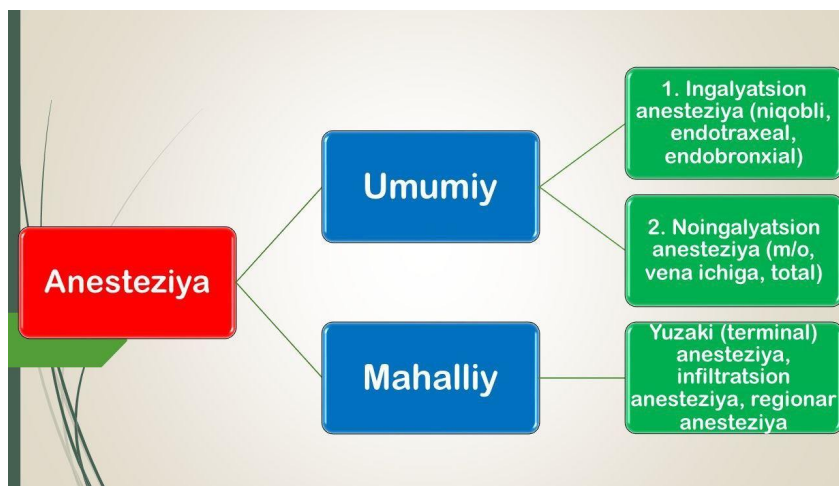 Anesteziya
Umumiy
Mahalliy
1. Ingalyatsion
anesteziya (niqobli,
endotraxeal,
endobronxial)
2. Noingalyatsion
anesteziya (m/o,
vena ichiga, total)
Yuzaki (terminal)
anesteziya,
infiltratsion
anesteziya, regionar
anesteziya